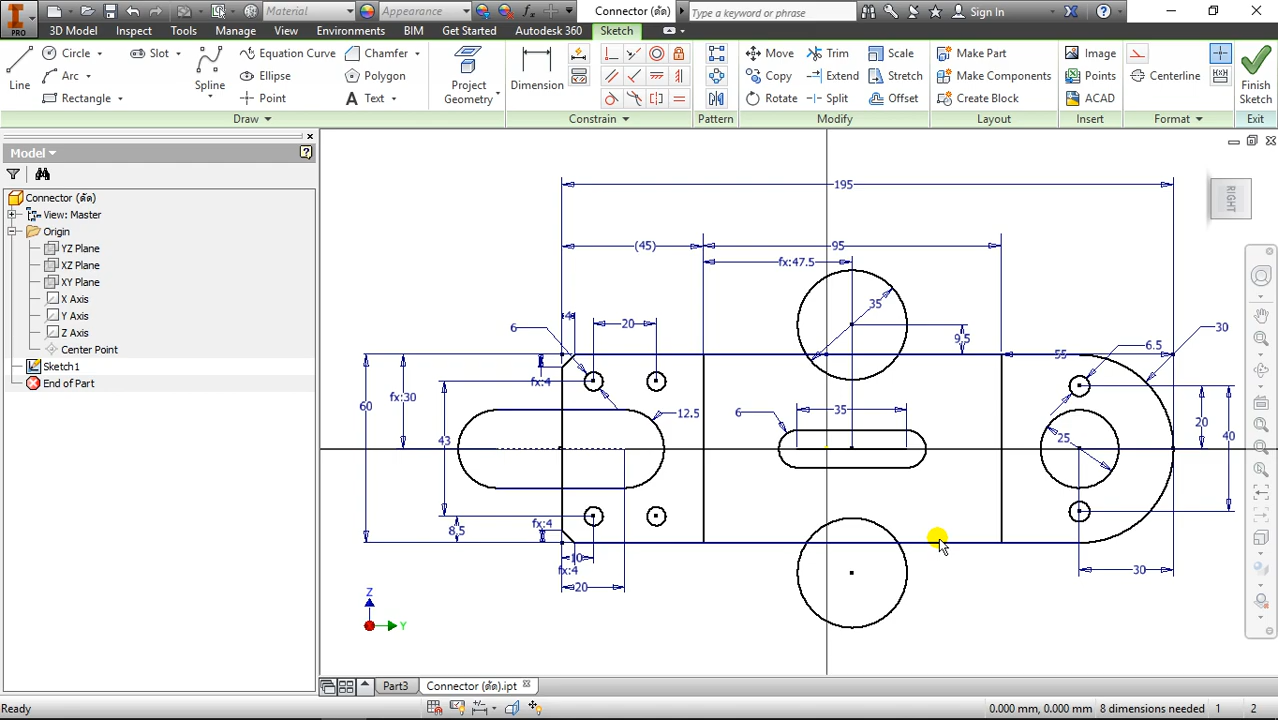 Material
Appearance
Connector (ตัด)
Type a keyword or phrase
Sign In
PRO
3D Model
Inspect
Tools
Manage
View
Environments
BIM
Get Started
Autodesk 360
Sketch
Line
Circle
Arc
Rectangle
Slot
Spline
Equation Curve
Ellipse
Point
Chamfer
Polygon
Text
Project
Geometry
Dimension
Move
Copy
Rotate
Trim
Extend
Split
Scale
Stretch
Offset
Make Part
Make Components
Create Block
Image
Points
ACAD
Centerline
Finish
Sketch
Draw
Constrain
Pattern
Modify
Layout
Insert
Format
Exit
Model
Connector (ตัด)
View: Master
Origin
YZ Plane
XZ Plane
XY Plane
X Axis
Y Axis
Z Axis
Center Point
Sketch1
End of Part
RIGHT
195
(45)
95
fx:47.5
35
4
20
6
9.5
30
6.5
55
fx:4
fx:30
60
43
12.5
6
35
25
20
40
fx:4
8.5
10
fx:4
20
30
Z
Y
Part3
Connector (ตัด).ipt
Ready
0.000 mm, 0.000 mm
8 dimensions needed
1
2